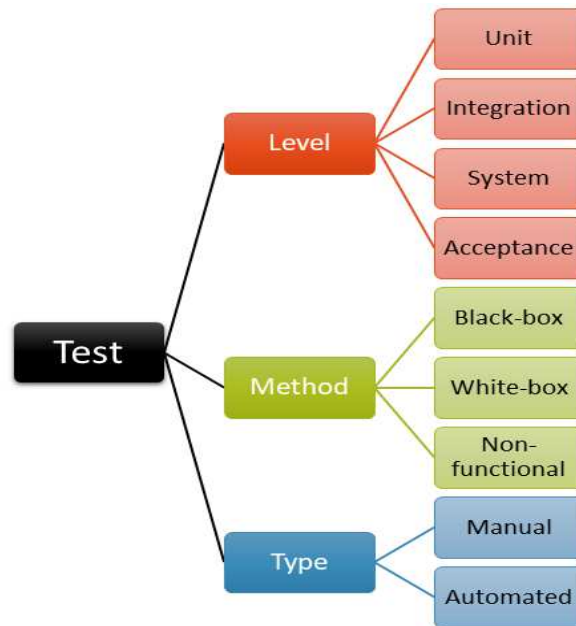 Test
Level
Unit
Integration
System
Acceptance
Method
Black-box
White-box
Non-
functional
Type
Manual
Automated